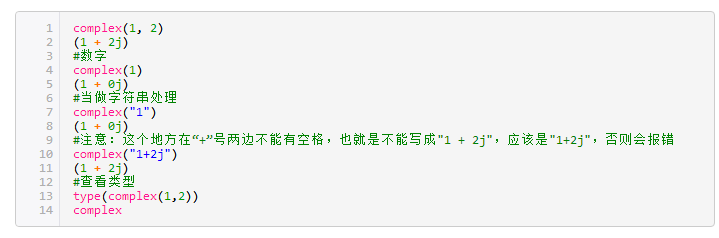 1 complex(1, 2)
2 (1 + 2j)
3 #数字
4 complex(1)
5 (1 + 0j)
6 #当做字符串处理
7 complex("1")
8 (1 + 0j)
9 #注意：这个地方在“+”号两边不能有空格，也就是不能写成"1 + 2j"，应该是"1+2j"，否则会报错
10 complex("1+2j")
11 (1 + 2j)
12 #查看类型
13 type(complex(1,2))
14 complex